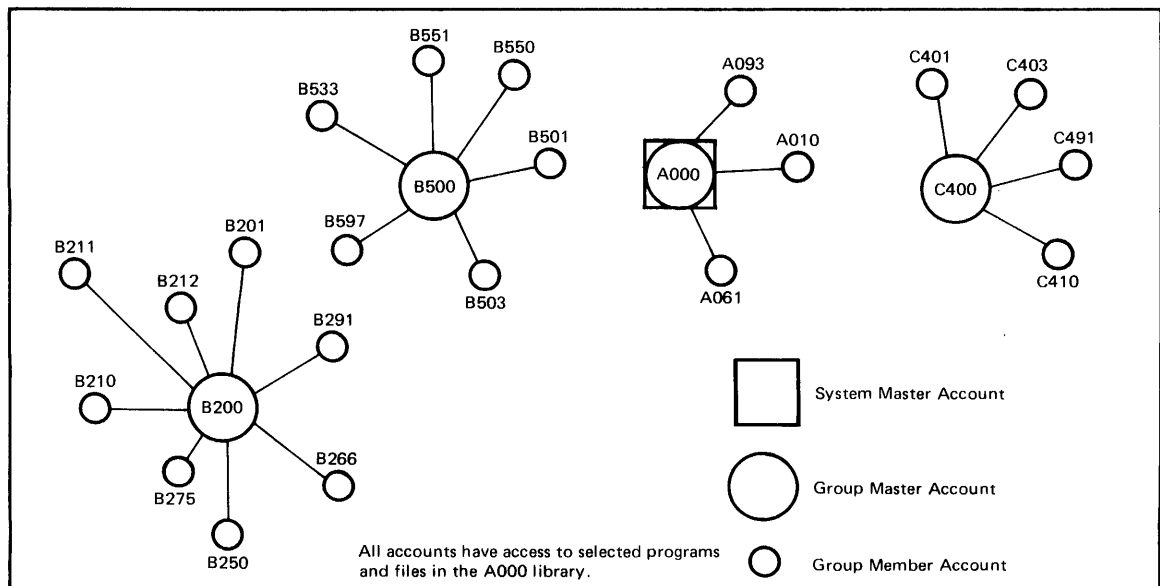 B551
B550
B533
B501
B500
B597
B503
A093
A010
A000
A061
C401
C403
C491
C400
C410
B211
B201
B212
B291
B210
B200
B275
B266
B250
System Master Account
Group Master Account
Group Member Account
All accounts have access to selected programs
and files in the A000 library.